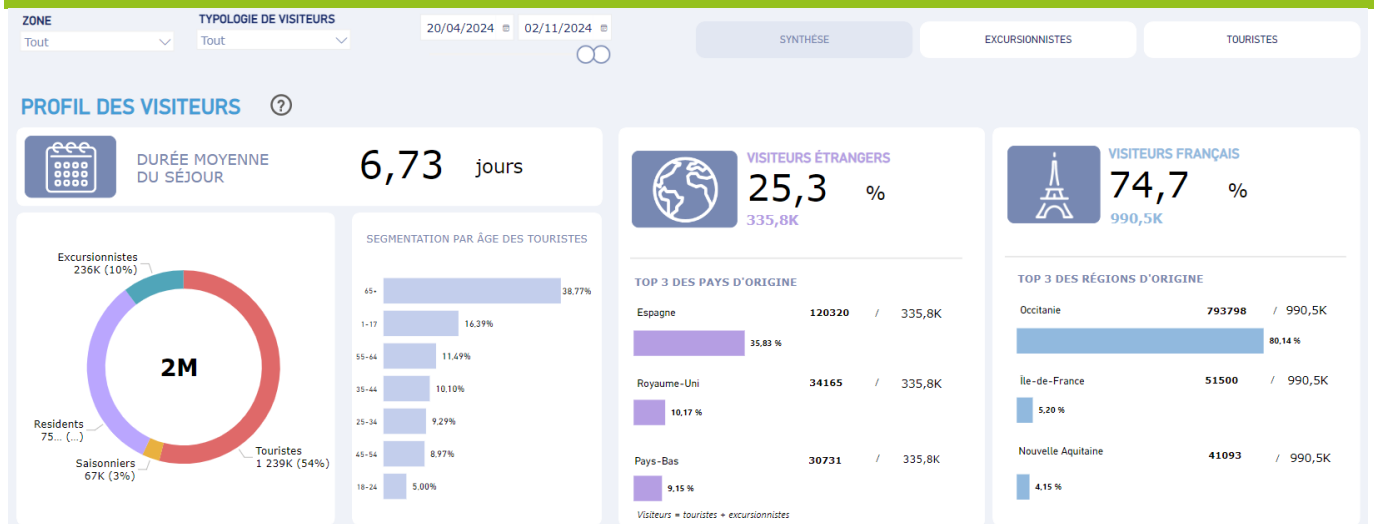 ZONE
Tout
TYPOLOGIE DE VISITEURS
Tout
20/04/2024 02/11/2024
SYNTHÈSE
EXCURSIONNISTES
TOURISTES
PROFIL DES VISITEURS ?
DURÉE MOYENNE
DU SÉJOUR
6,73 jours
Excursionnistes
236K (10%)
2M
Residents
75... (...)
Saisonniers
67K (3%)
Touristes
1 239K (54%)
SEGMENTATION PAR ÂGE DES TOURISTES
65+ 38,77%
1-17 16,39%
55-64 11,49%
35-44 10,10%
25-34 9,29%
45-54 8,97%
18-24 5,00%
VISITEURS ÉTRANGERS
25,3 %
335,8K
TOP 3 DES PAYS D'ORIGINE
Espagne 120320 / 335,8K
35,83 %
Royaume-Uni 34165 / 335,8K
10,17 %
Pays-Bas 30731 / 335,8K
9,15 %
Visiteurs = touristes + excursionnistes
VISITEURS FRANÇAIS
74,7 %
990,5K
TOP 3 DES RÉGIONS D'ORIGINE
Occitanie 793798 / 990,5K
80,14 %
Île-de-France 51500 / 990,5K
5,20 %
Nouvelle Aquitaine 41093 / 990,5K
4,15 %